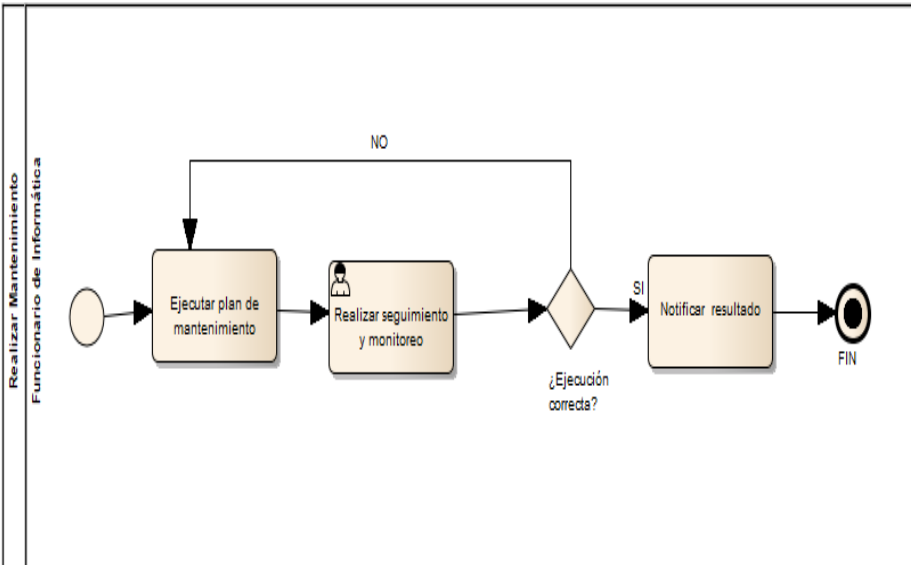 Realizar Mantenimiento
Funcionario de Informática
NO
Ejecutar plan de
mantenimiento
Realizar seguimiento
y monitoreo
¿Ejecución
correcta?
SI
Notificar resultado
FIN